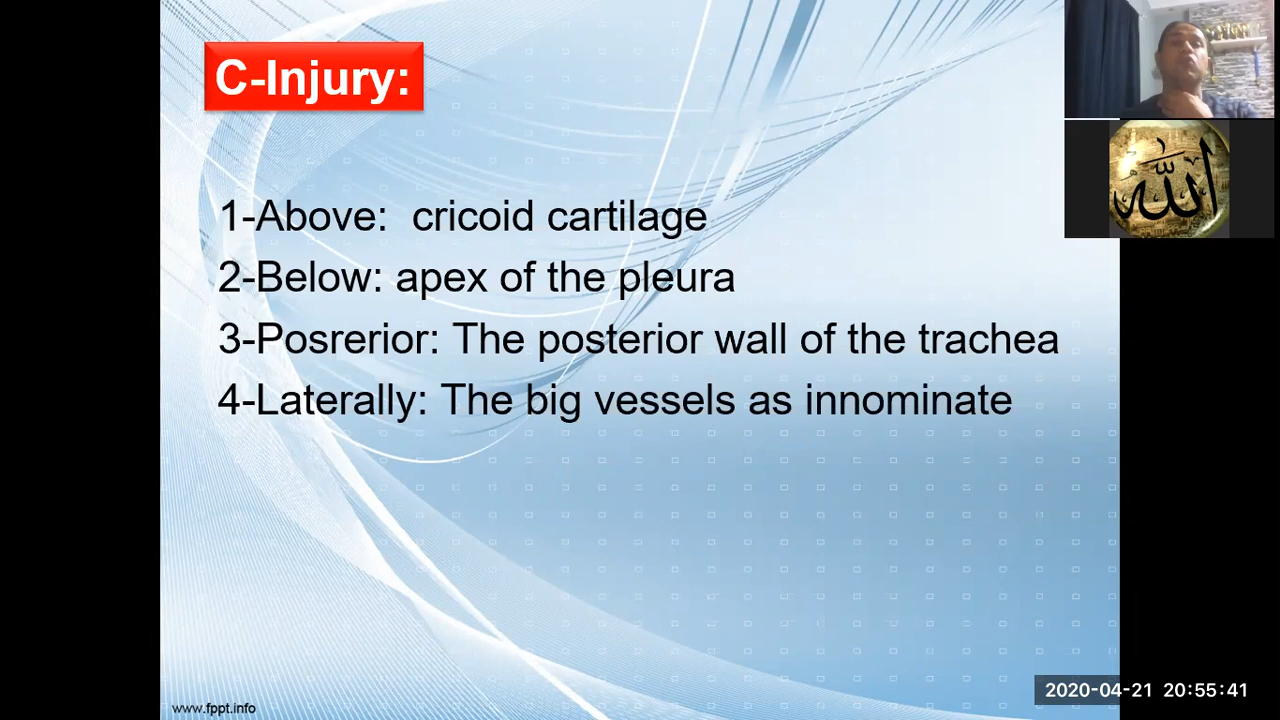 C-Injury:
1-Above: cricoid cartilage
2-Below: apex of the pleura
3-Posrerior: The posterior wall of the trachea
4-Laterally: The big vessels as innominate
الله
www.fppt.info
2020-04-21 20:55:41